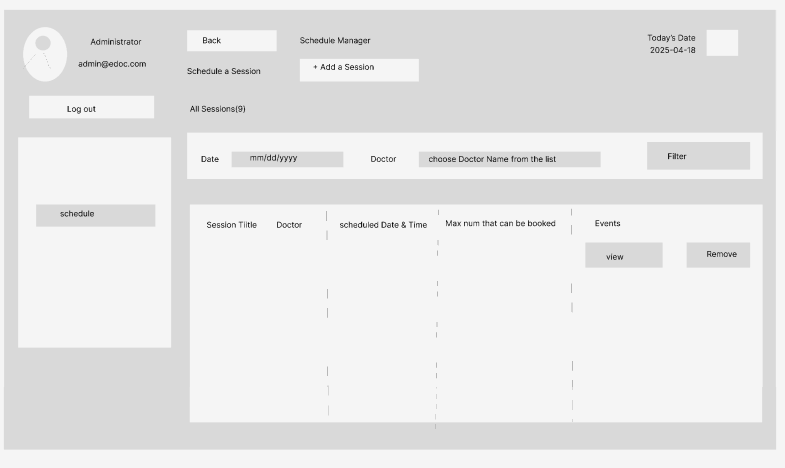 Administrator
admin@edoc.com
Log out
schedule
Back
Schedule Manager
Today's Date
2025-04-18
Schedule a Session
+ Add a Session
All Sessions(9)
Date
mm/dd/yyyy
Doctor
choose Doctor Name from the list
Filter
Session Tiitle
Doctor
scheduled Date & Time
Max num that can be booked
Events
view
Remove